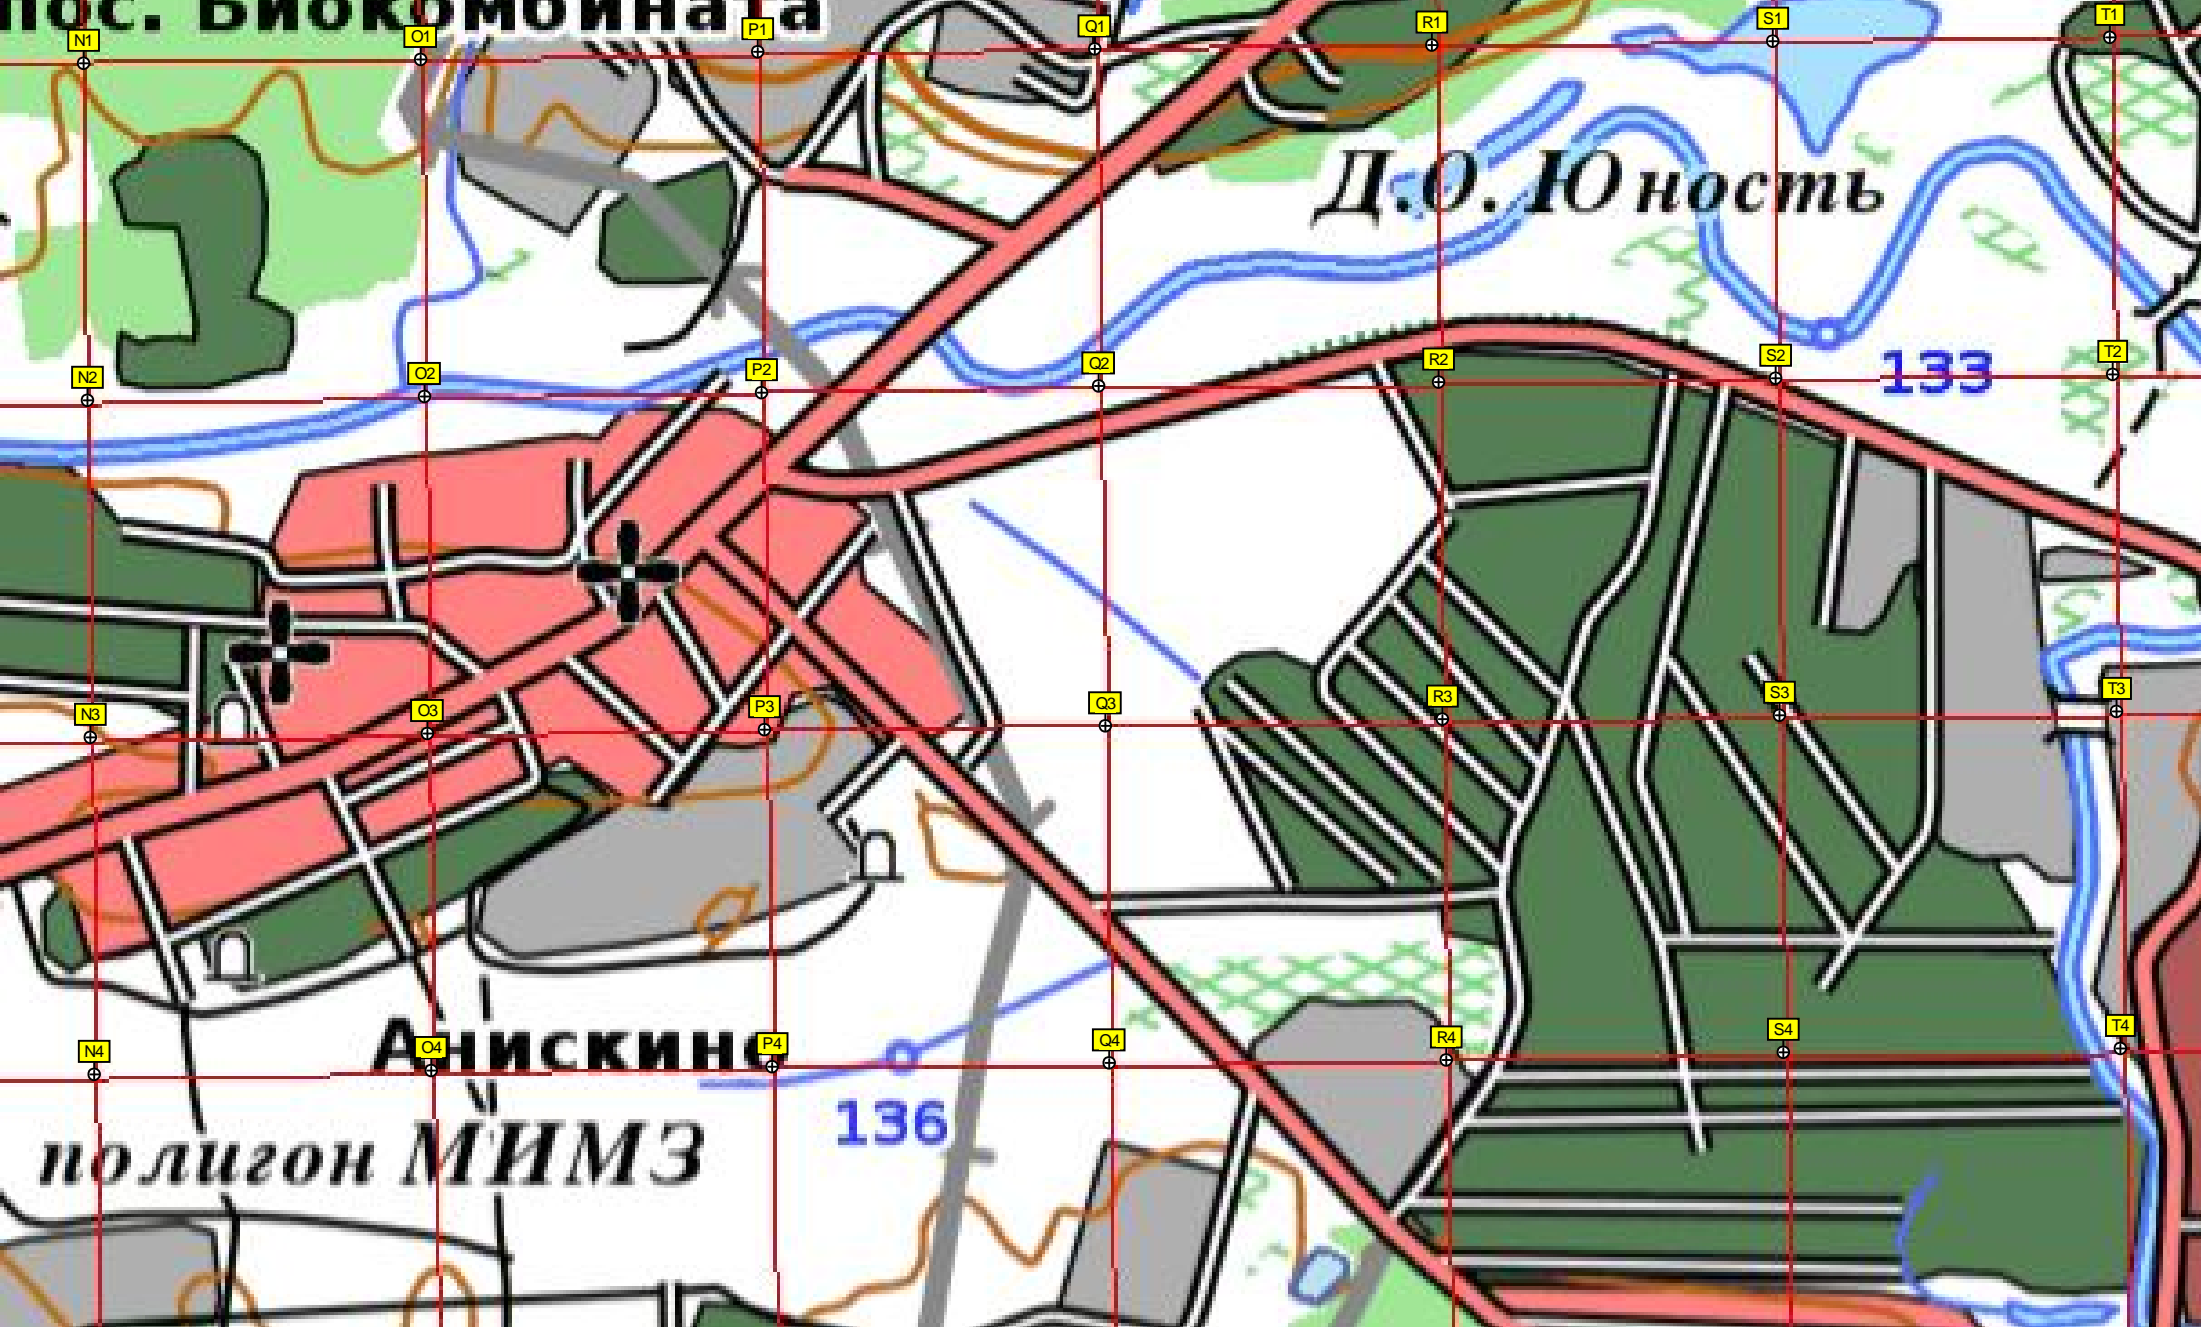 пос. Биокомбината
N1 O1 P1 Q1 R1 S1 T1
Д.О. Юность
N2 O2 P2 Q2 R2 S2 T2
133
N3 O3 P3 Q3 R3 S3 T3
Анискино
N4 O4 P4 Q4 R4 S4 T4
136
полигон МИМЗ